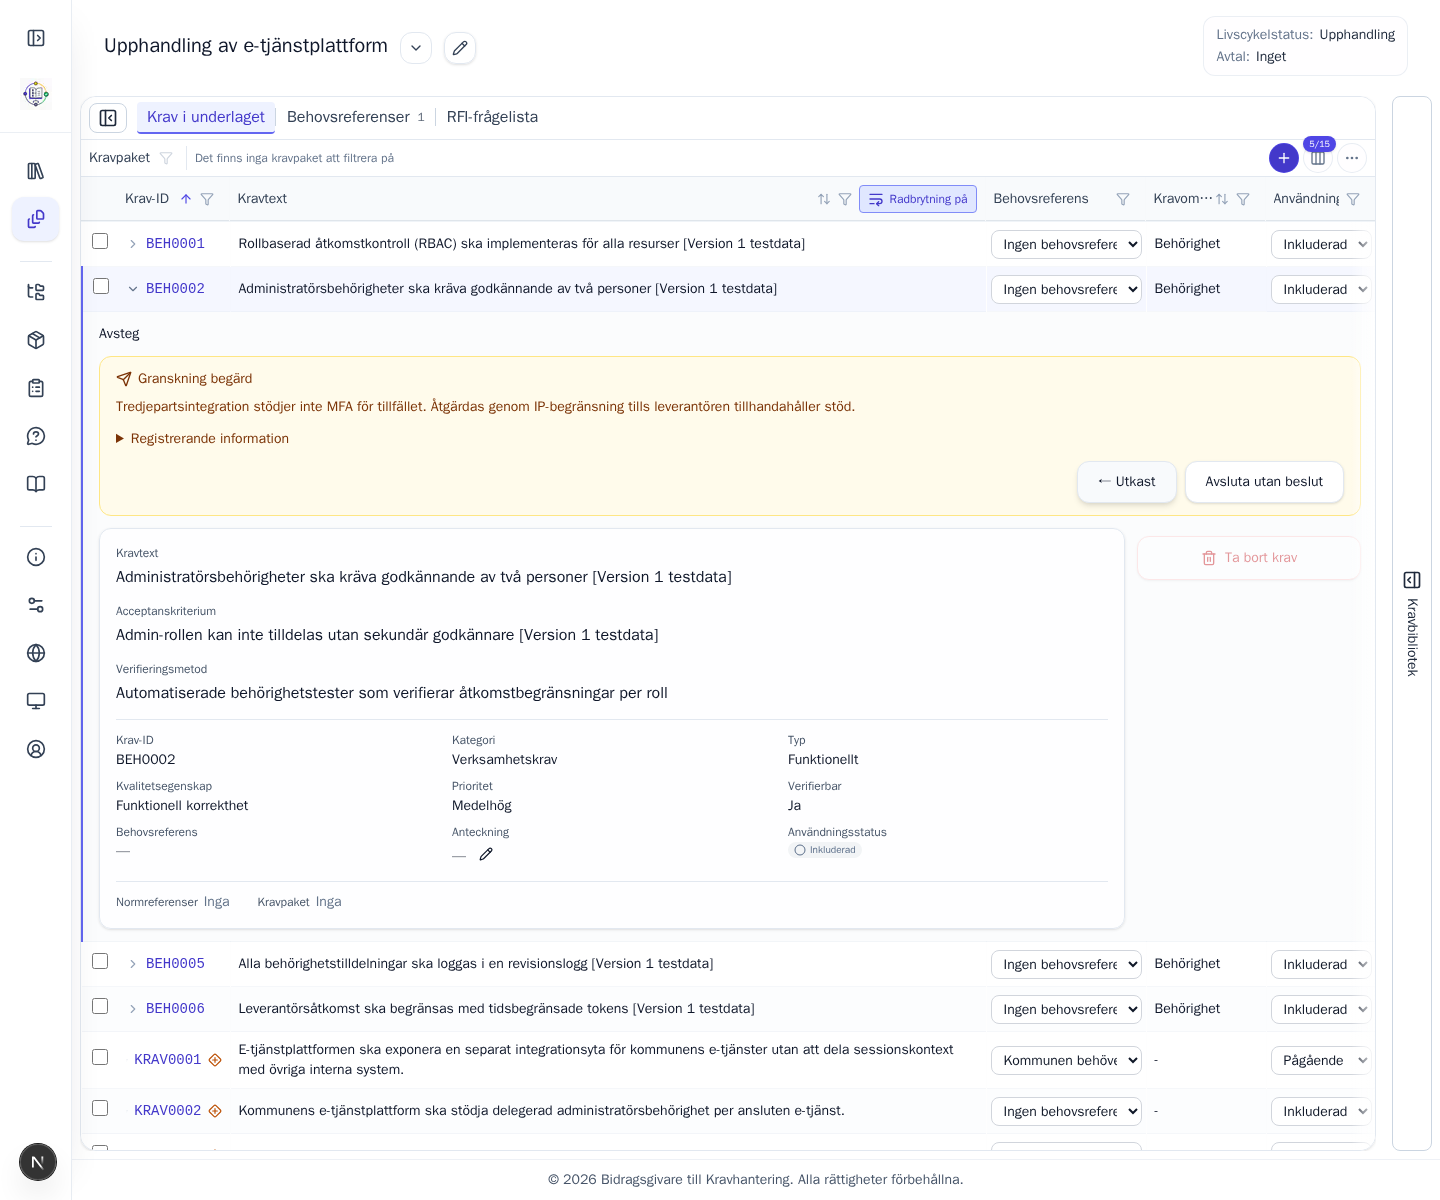 Upphandling av e-tjänstplattform
Livscykelstatus: Upphandling
Avtal: Inget
Krav i underlaget
Behovsreferenser 1
RFI-frågelista
Kravpaket
Det finns inga kravpaket att filtrera på
5/15
Krav-ID
Kravtext
Radbrytning på
Behovsreferens
Kravom···
Användning
BEH0001 Rollbaserad åtkomstkontroll (RBAC) ska implementeras för alla resurser [Version 1 testdata] Ingen behovsrefere Behörighet Inkluderad
BEH0002 Administratörsbehörigheter ska kräva godkännande av två personer [Version 1 testdata] Ingen behovsrefere Behörighet Inkluderad
Avsteg
Granskning begärd
Tredjepartsintegration stödjer inte MFA för tillfället. Åtgärdas genom IP-begränsning tills leverantören tillhandahåller stöd.
Registrerande information
← Utkast
Avsluta utan beslut
Kravtext
Administratörsbehörigheter ska kräva godkännande av två personer [Version 1 testdata]
Acceptanskriterium
Admin-rollen kan inte tilldelas utan sekundär godkännare [Version 1 testdata]
Verifieringsmetod
Automatiserade behörighetstester som verifierar åtkomstbegränsningar per roll
Krav-ID Kategori Typ
BEH0002 Verksamhetskrav Funktionellt
Kvalitetsegenskap Prioritet Verifierbar
Funktionell korrekthet Medelhög Ja
Behovsreferens Anteckning Användningsstatus
— — Inkluderad
Normreferenser Inga Kravpaket Inga
Ta bort krav
BEH0005 Alla behörighetstilldelningar ska loggas i en revisionslogg [Version 1 testdata] Ingen behovsrefere Behörighet Inkluderad
BEH0006 Leverantörsåtkomst ska begränsas med tidsbegränsade tokens [Version 1 testdata] Ingen behovsrefere Behörighet Inkluderad
KRAV0001 E-tjänstplattformen ska exponera en separat integrationsyta för kommunens e-tjänster utan att dela sessionskontext
med övriga interna system. Kommunen behöve - Pågående
KRAV0002 Kommunens e-tjänstplattform ska stödja delegerad administratörsbehörighet per ansluten e-tjänst. Ingen behovsrefere - Inkluderad
Kravbibliotek
N
© 2026 Bidragsgivare till Kravhantering. Alla rättigheter förbehållna.